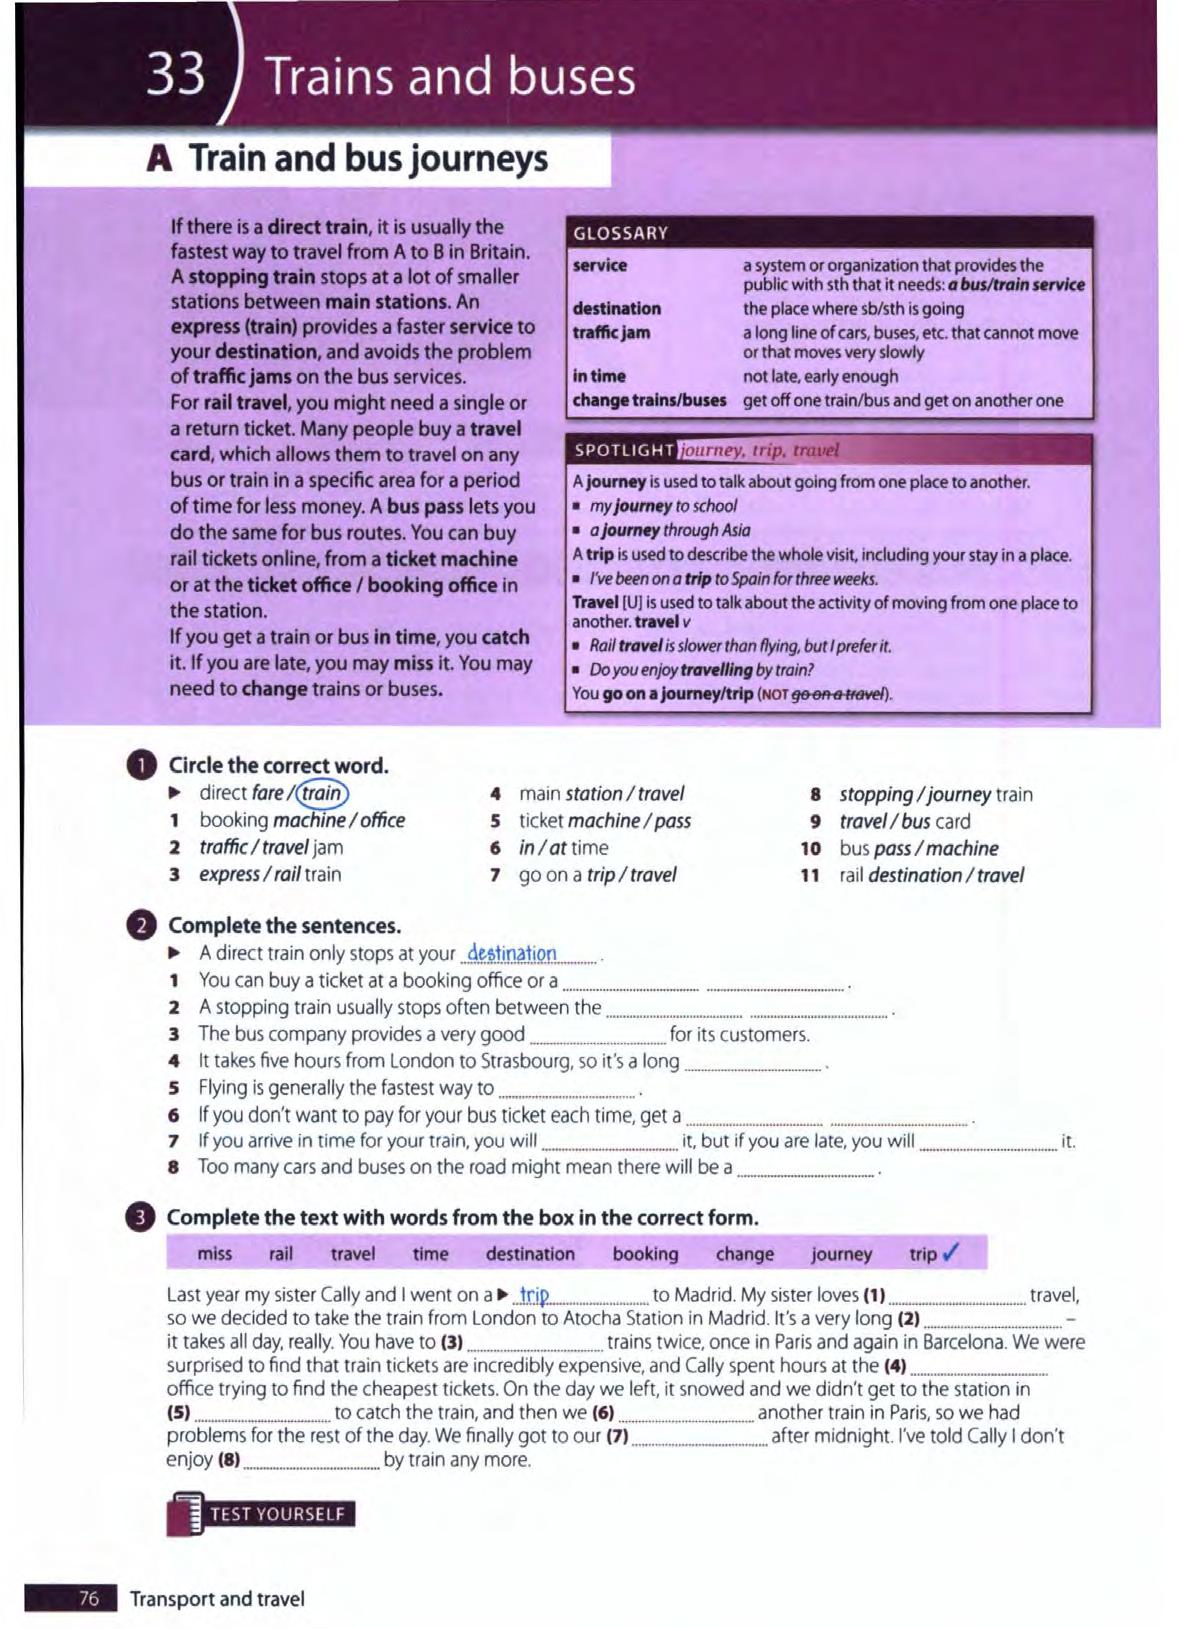 33 Trains and buses
A Train and bus journeys
If there is a direct train, it is usually the
fastest way to travel from A to B in Britain.
A stopping train stops at a lot of smaller
stations between main stations. An
express (train) provides a faster service to
your destination, and avoids the problem
of traffic jams on the bus services.
For rail travel, you might need a single or
a return ticket. Many people buy a travel
card, which allows them to travel on any
bus or train in a specific area for a period
of time for less money. A bus pass lets you
do the same for bus routes. You can buy
rail tickets online, from a ticket machine
or at the ticket office / booking office in
the station.
If you get a train or bus in time, you catch
it. If you are late, you may miss it. You may
need to change trains or buses.
GLOSSARY
service a system or organization that provides the
public with sth that it needs: a bus/train service
destination the place where sb/sth is going
traffic jam a long line of cars, buses, etc. that cannot move
or that moves very slowly
in time not late, early enough
change trains/buses get off one train/bus and get on another one
SPOTLIGHT journey, trip, travel
A journey is used to talk about going from one place to another.
▪ my journey to school
▪ a journey through Asia
A trip is used to describe the whole visit, including your stay in a place.
▪ I've been on a trip to Spain for three weeks.
Travel [U] is used to talk about the activity of moving from one place to
another. travel v
▪ Rail travel is slower than flying, but I prefer it.
▪ Do you enjoy travelling by train?
You go on a journey/trip (NOT go on a travel).
1 Circle the correct word.
► direct fare / train
1 booking machine / office
2 traffic / travel jam
3 express / rail train
4 main station / travel
5 ticket machine / pass
6 in / at time
7 go on a trip / travel
8 stopping / journey train
9 travel / bus card
10 bus pass / machine
11 rail destination / travel
2 Complete the sentences.
► A direct train only stops at your destination .
1 You can buy a ticket at a booking office or a ........ ........ .
2 A stopping train usually stops often between the ........ ........ .
3 The bus company provides a very good ........ for its customers.
4 It takes five hours from London to Strasbourg, so it's a long ........ .
5 Flying is generally the fastest way to ........ .
6 If you don't want to pay for your bus ticket each time, get a ........ ........ .
7 If you arrive in time for your train, you will ........ it, but if you are late, you will ........ it.
8 Too many cars and buses on the road might mean there will be a ........ .
3 Complete the text with words from the box in the correct form.
miss rail travel time destination booking change journey trip ✓
Last year my sister Cally and I went on a ► trip ........ to Madrid. My sister loves (1) ........ travel,
so we decided to take the train from London to Atocha Station in Madrid. It's a very long (2) ........ –
it takes all day, really. You have to (3) ........ trains twice, once in Paris and again in Barcelona. We were
surprised to find that train tickets are incredibly expensive, and Cally spent hours at the (4) ........
office trying to find the cheapest tickets. On the day we left, it snowed and we didn't get to the station in
(5) ........ to catch the train, and then we (6) ........ another train in Paris, so we had
problems for the rest of the day. We finally got to our (7) ........ after midnight. I've told Cally I don't
enjoy (8) ........ by train any more.
TEST YOURSELF
76 Transport and travel